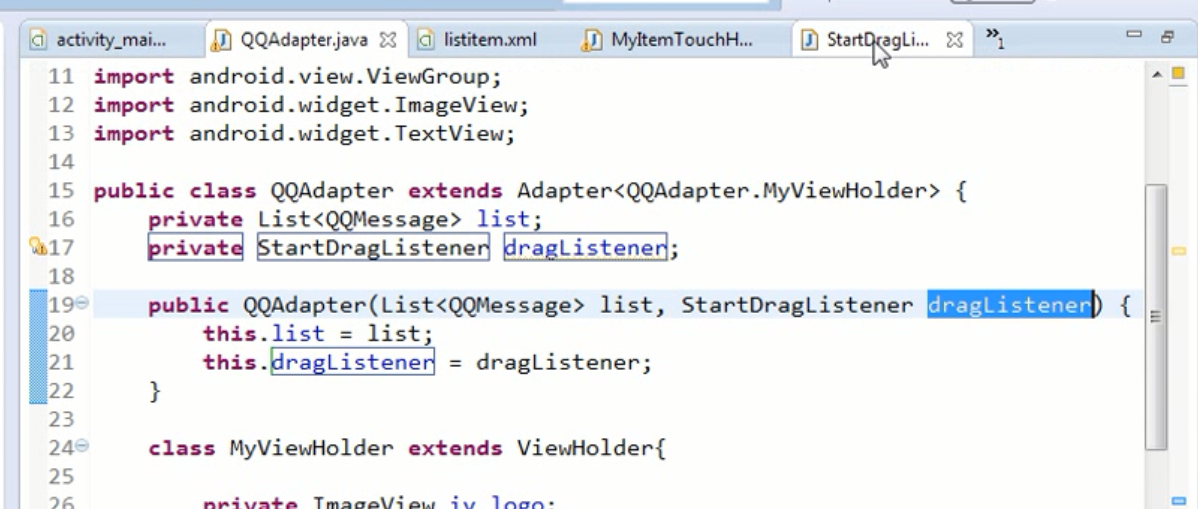 activity_mai...
QQAdapter.java
listitem.xml
MyItemTouchH...
StartDragLi...
»1
11 import android.view.ViewGroup;
12 import android.widget.ImageView;
13 import android.widget.TextView;
14
15 public class QQAdapter extends Adapter<QQAdapter.MyViewHolder> {
16 private List<QQMessage> list;
17 private StartDragListener dragListener;
18
19 public QQAdapter(List<QQMessage> list, StartDragListener dragListener) {
20 this.list = list;
21 this.dragListener = dragListener;
22 }
23
24 class MyViewHolder extends ViewHolder{
25
26 private ImageView iv_logo;